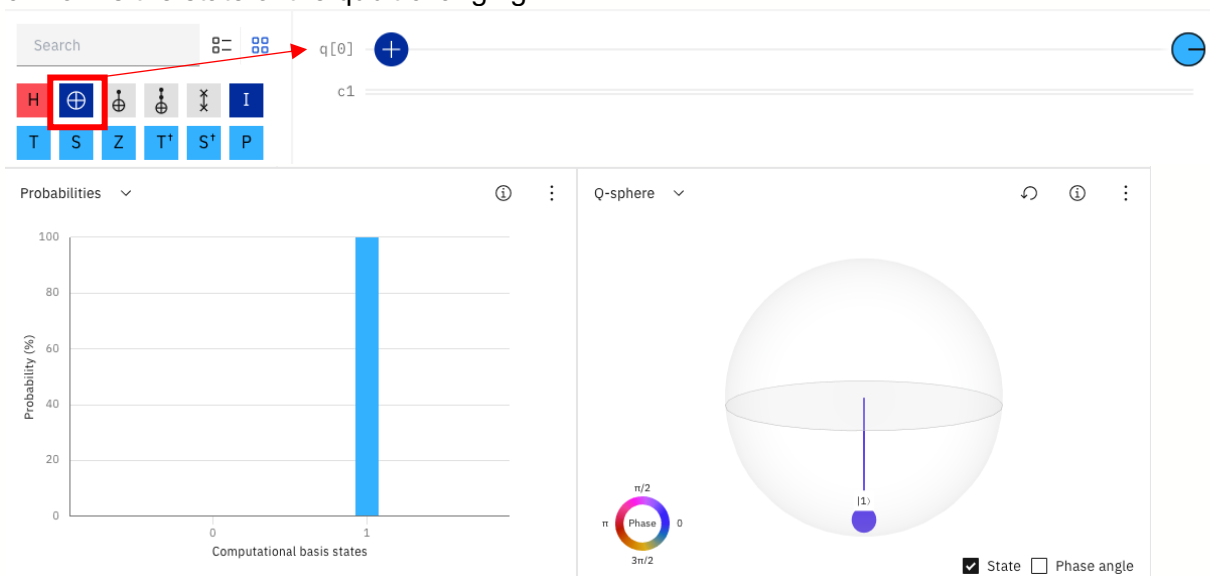 Search
q[0]
c1
H I
T S Z T† S† P
Probabilities
Q-sphere
100
80
60
40
20
0
Probability (%)
0 1
Computational basis states
|1⟩
π/2
π Phase 0
3π/2
State Phase angle